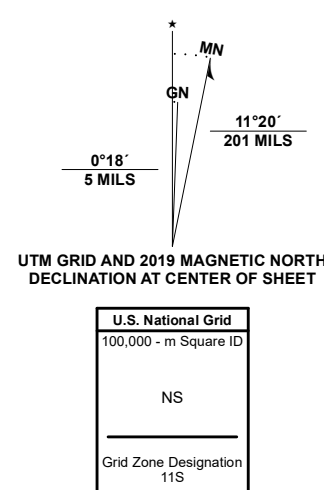 ★
MN
GN
11°20´
201 MILS
0°18´
5 MILS
UTM GRID AND 2019 MAGNETIC NORTH
DECLINATION AT CENTER OF SHEET
U.S. National Grid
100,000 - m Square ID
NS
Grid Zone Designation
11S